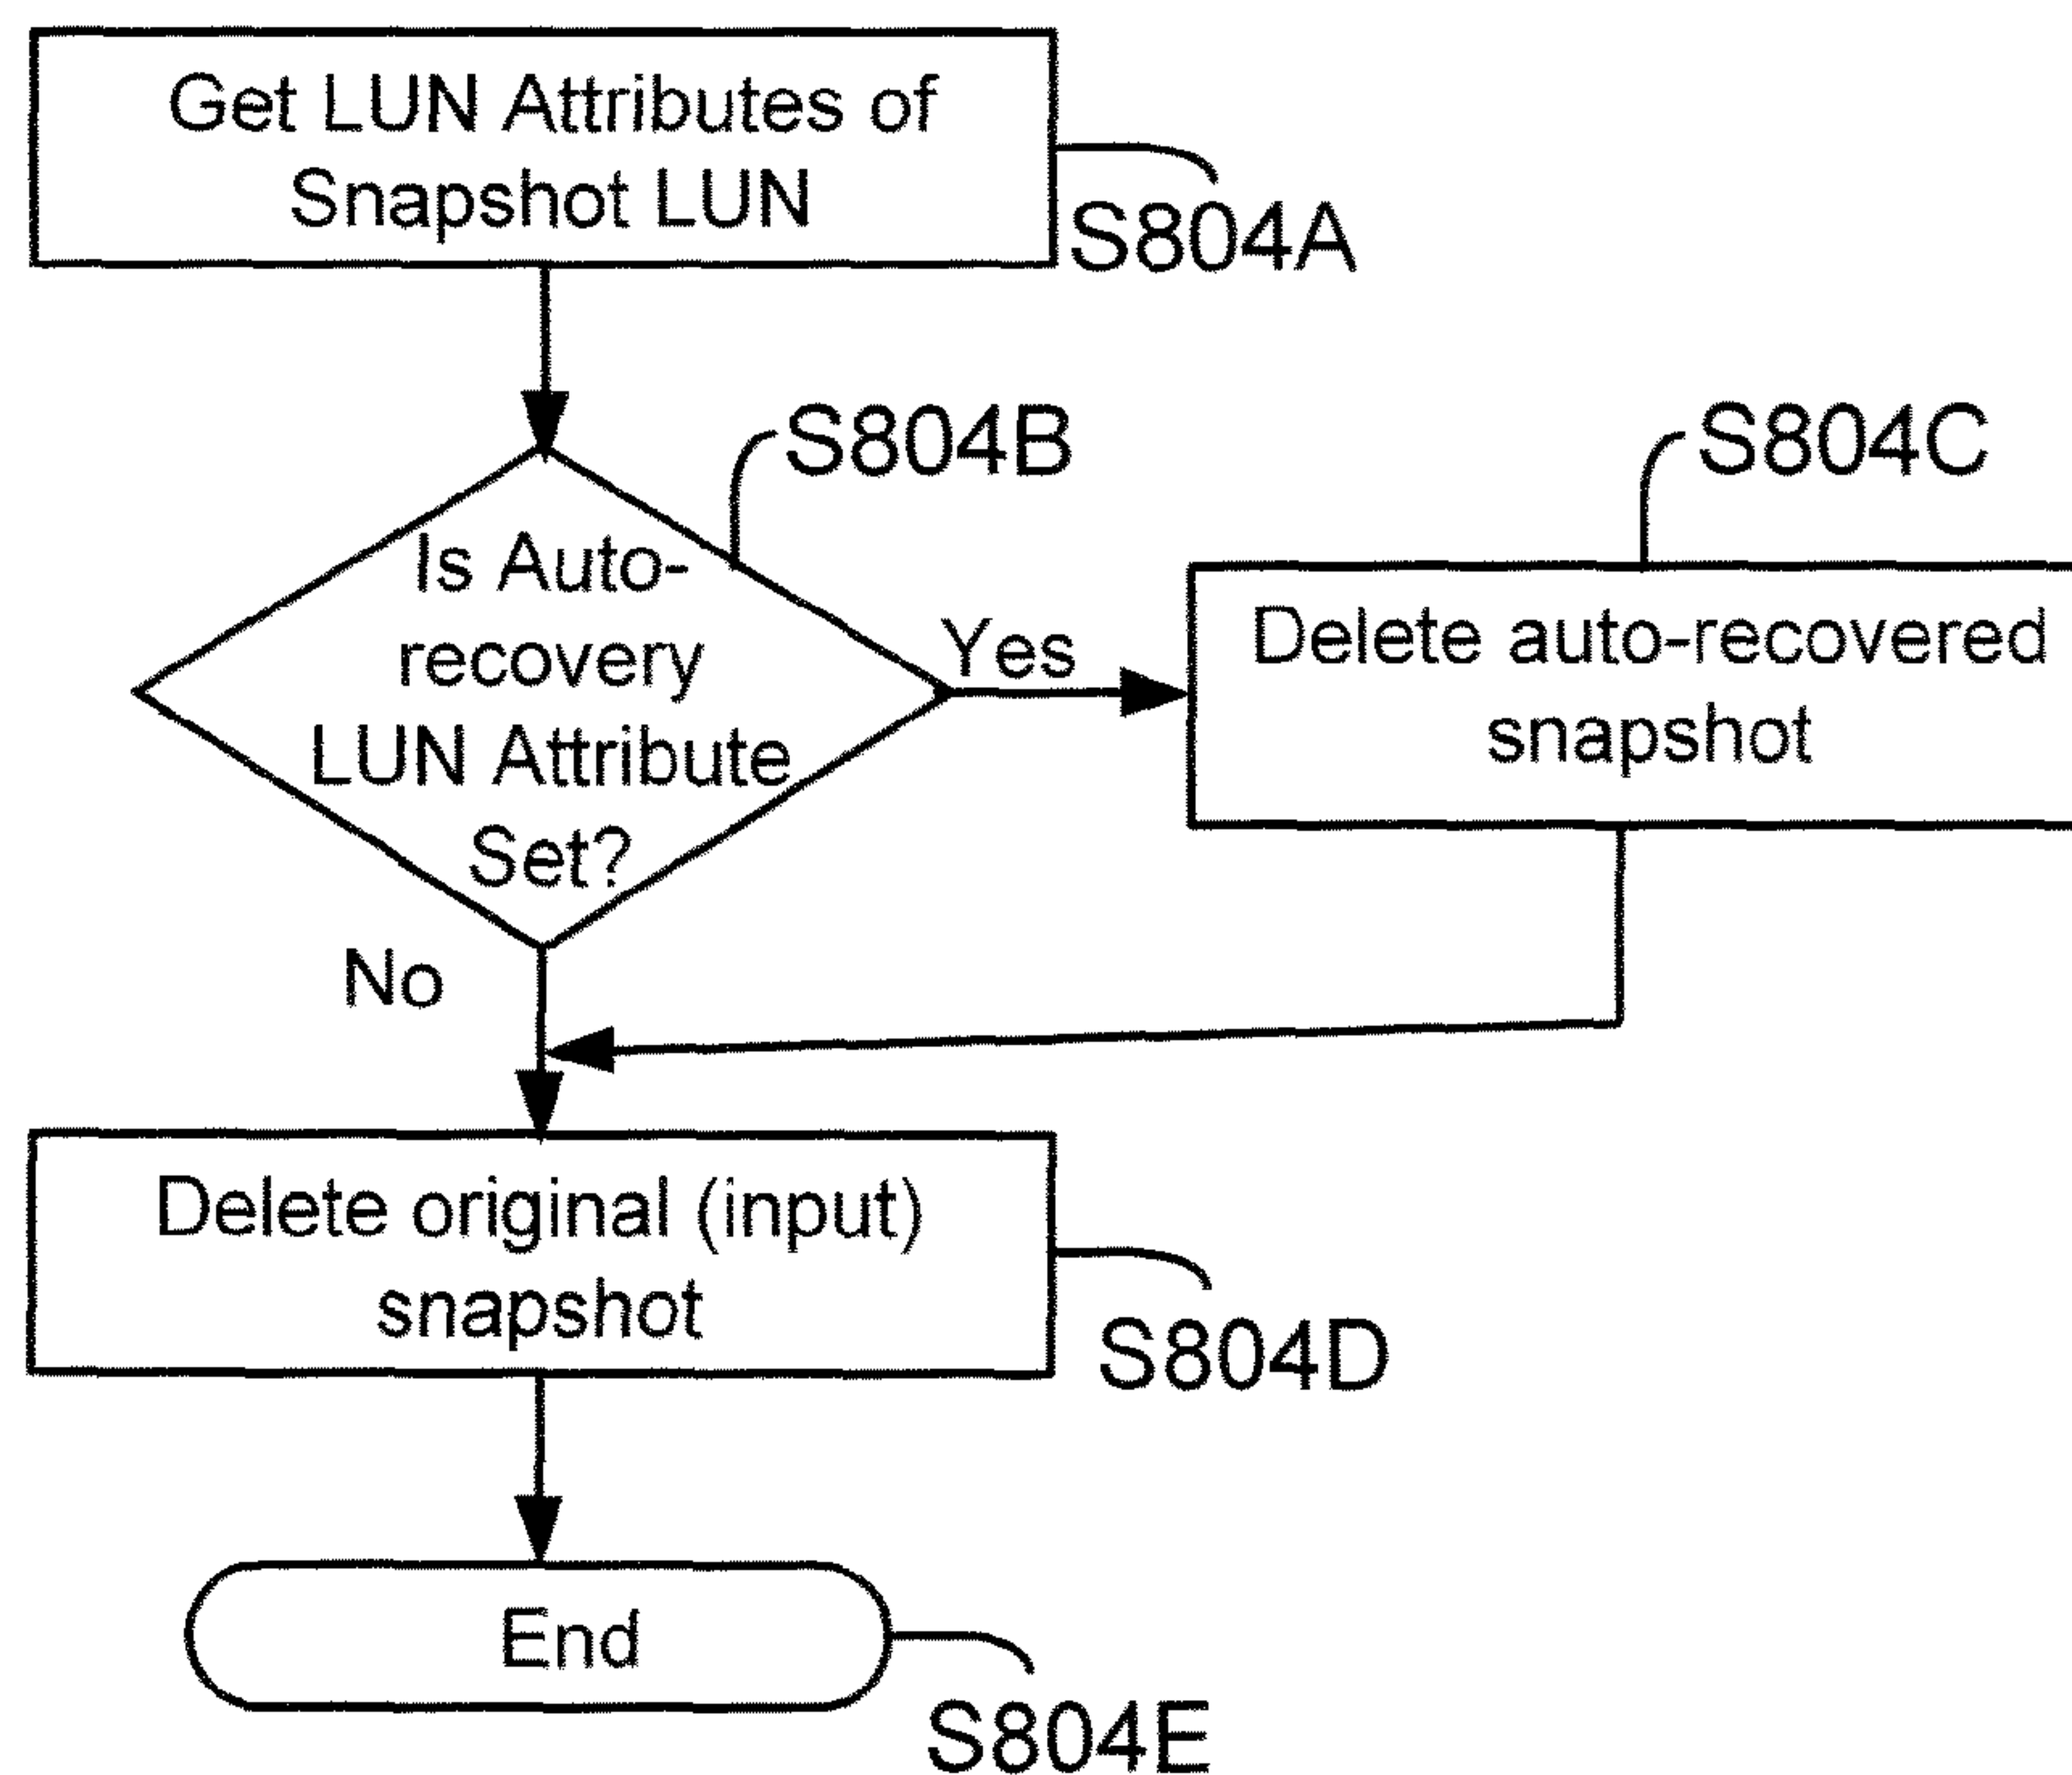 Get LUN Attributes of
Snapshot LUN
S804A
S804B
S804C
Is Auto-
recovery
LUN Attribute
Set?
Yes
Delete auto-recovered
snapshot
No
Delete original (input)
snapshot
S804D
End
S804E